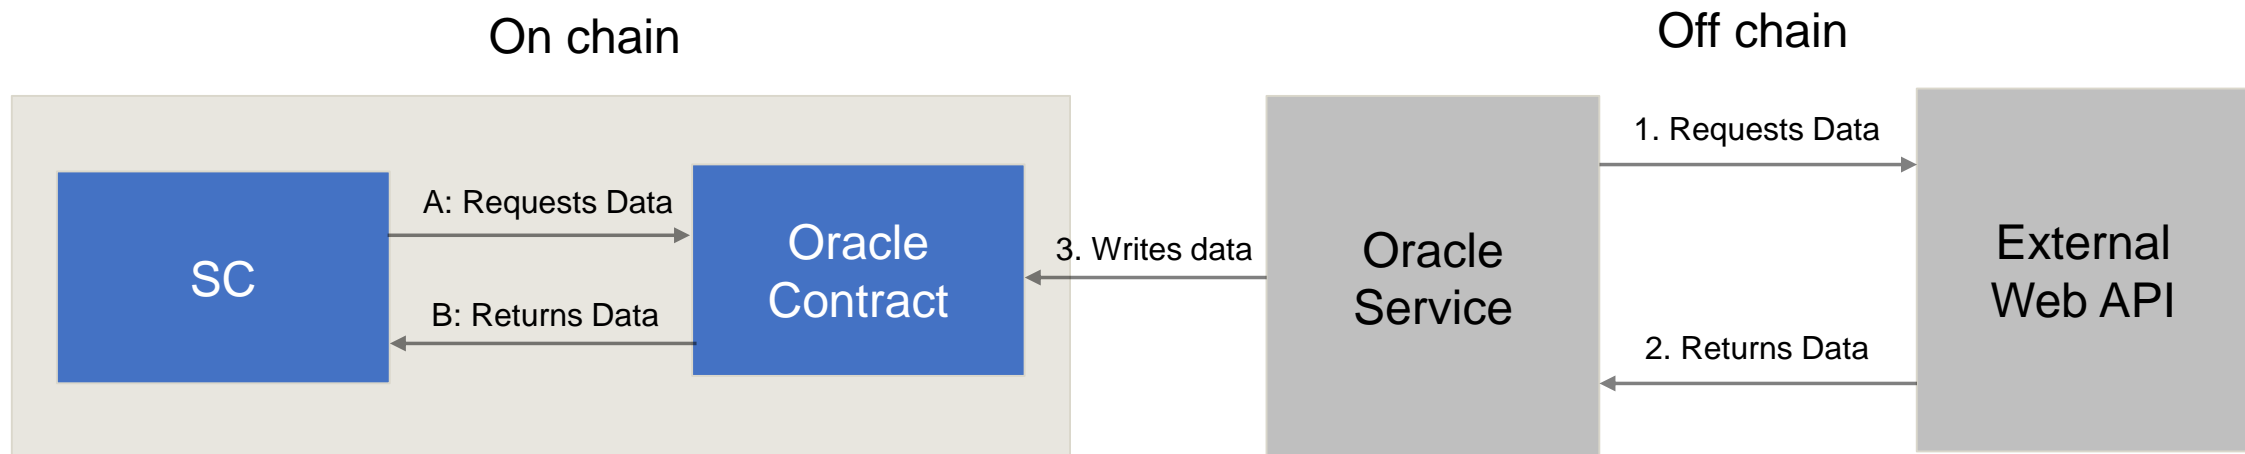 On chain
Off chain
SC
A: Requests Data
B: Returns Data
Oracle
Contract
3. Writes data
Oracle
Service
1. Requests Data
2. Returns Data
External
Web API